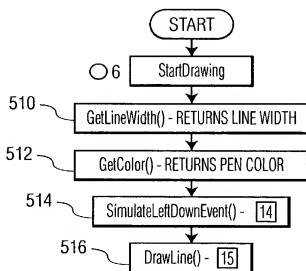 START
6 StartDrawing
510
GetLineWidth() - RETURNS LINE WIDTH
512
GetColor() - RETURNS PEN COLOR
514
SimulateLeftDownEvent() - 14
516
DrawLine() - 15